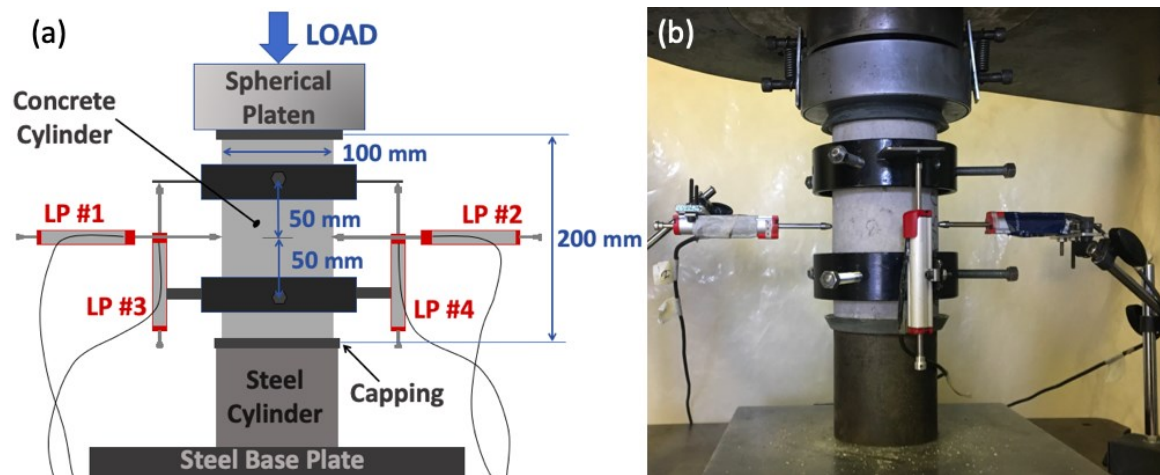 (a)
LOAD
Spherical
Platen
Concrete
Cylinder
100 mm
LP #1
50 mm
LP #2
200 mm
50 mm
LP #3
LP #4
Steel
Cylinder
Capping
Steel Base Plate
(b)